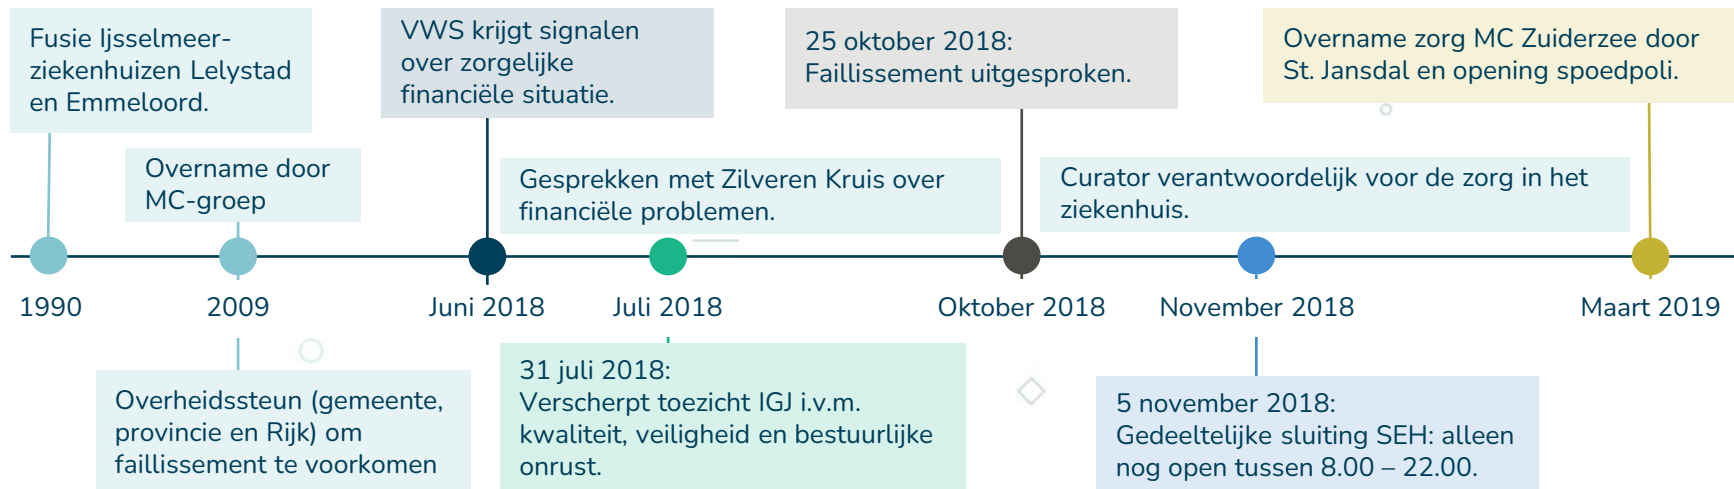 Fusie Ijsselmeer-
ziekenhuizen Lelystad
en Emmeloord.
VWS krijgt signalen
over zorgelijke
financiële situatie.
25 oktober 2018:
Faillissement uitgesproken.
Overname zorg MC Zuiderzee door
St. Jansdal en opening spoedpoli.
Overname door
MC-groep
Gesprekken met Zilveren Kruis over
financiële problemen.
Curator verantwoordelijk voor de zorg in het
ziekenhuis.
1990
2009
Juni 2018
Juli 2018
Oktober 2018
November 2018
Maart 2019
Overheidssteun (gemeente,
provincie en Rijk) om
faillissement te voorkomen
31 juli 2018:
Verscherpt toezicht IGJ i.v.m.
kwaliteit, veiligheid en bestuurlijke
onrust.
5 november 2018:
Gedeeltelijke sluiting SEH: alleen
nog open tussen 8.00 – 22.00.